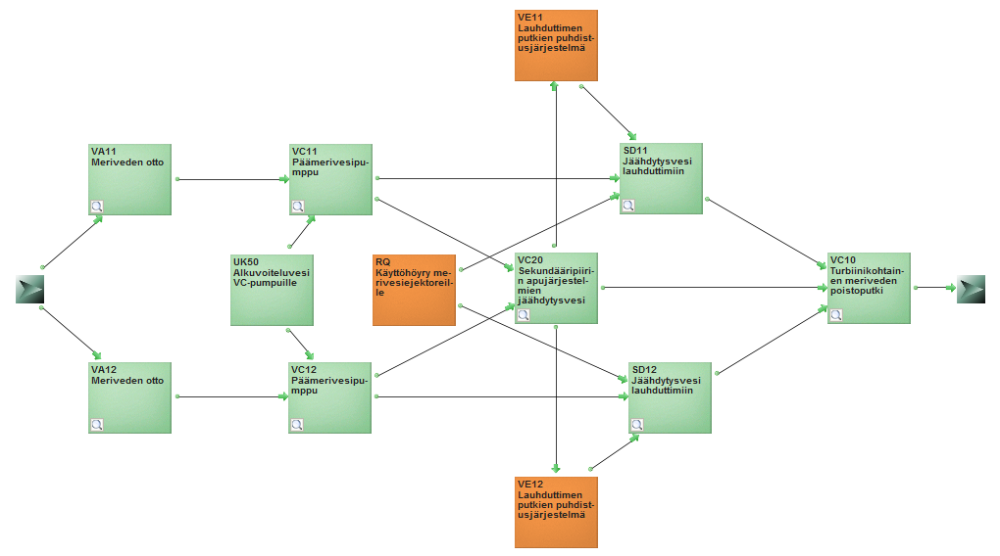 VE11
Lauhduttimen
putkien puhdist-
usjärjestelmä
VA11
Meriveden otto
VC11
Päämerivesipu-
mppu
SD11
Jäähdytysvesi
lauhduttimiin
UK50
Alkuvoiteluvesi
VC-pumpuille
RQ
Käyttöhöyry me-
rivesiejektoreil-
le
VC20
Sekundääripiiri-
n apujärjestel-
mien
jäähdytysvesi
VC10
Turbiinikohtain-
en meriveden
poistoputki
VA12
Meriveden otto
VC12
Päämerivesipu-
mppu
SD12
Jäähdytysvesi
lauhduttimiin
VE12
Lauhduttimen
putkien puhdist-
usjärjestelmä